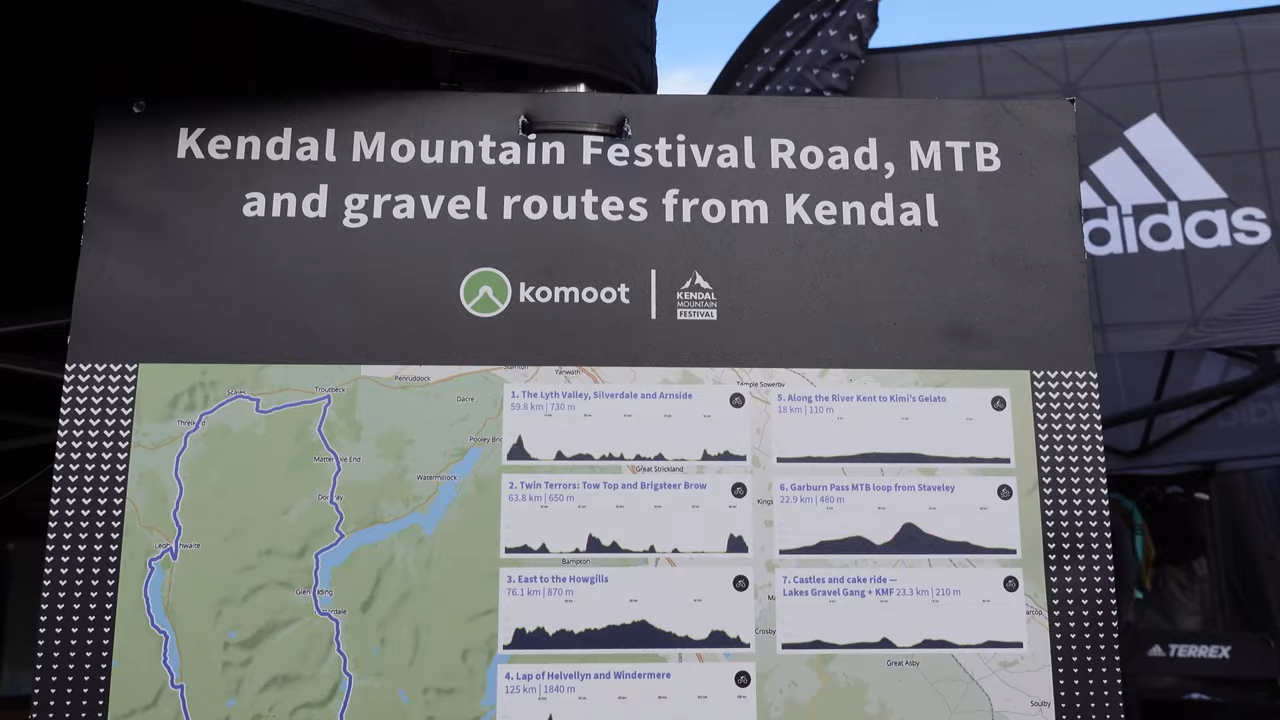 Kendal Mountain Festival Road, MTB
and gravel routes from Kendal
komoot
KENDAL
MOUNTAIN
FESTIVAL
adidas
TERREX
Penruddock
Yanwath
Temple Sowerby
Scales
Troutbeck
Dacre
Watermillock
Great Strickland
Bampton
Great Asby
Soulby
1. The Lyth Valley, Silverdale and Arnside
59.8 km | 730 m
2. Twin Terrors: Tow Top and Brigsteer Brow
63.8 km | 650 m
3. East to the Howgills
76.1 km | 870 m
4. Lap of Helvellyn and Windermere
125 km | 1840 m
5. Along the River Kent to Kimi's Gelato
18 km | 110 m
6. Garburn Pass MTB loop from Staveley
22.9 km | 480 m
7. Castles and cake ride —
Lakes Gravel Gang + KMF 23.3 km | 210 m